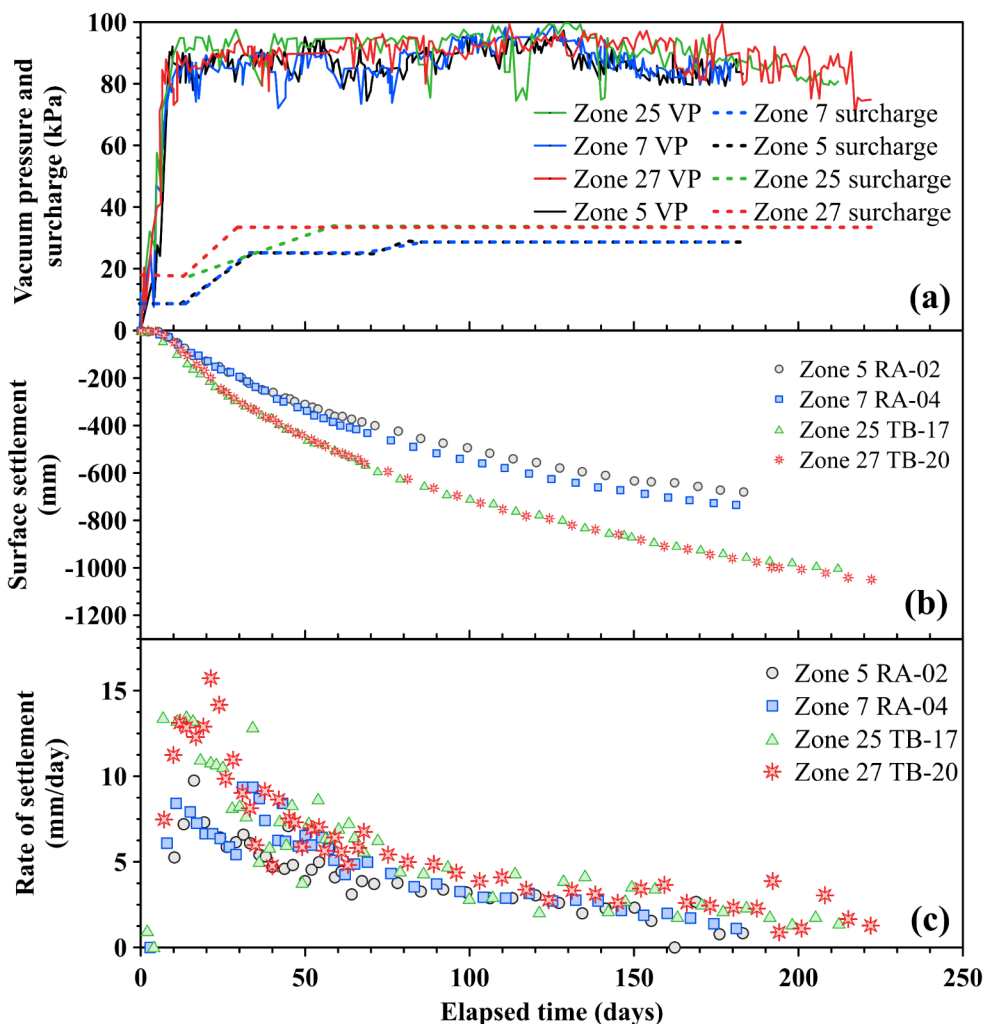 100
80
60
40
20
0
Vacuum pressure and
surcharge (kPa)
Zone 25 VP
Zone 7 VP
Zone 27 VP
Zone 5 VP
Zone 7 surcharge
Zone 5 surcharge
Zone 25 surcharge
Zone 27 surcharge
(a)
-200
-400
-600
-800
-1000
-1200
Surface settlement
(mm)
Zone 5 RA-02
Zone 7 RA-04
Zone 25 TB-17
Zone 27 TB-20
(b)
15
10
5
0
Rate of settlement
(mm/day)
Zone 5 RA-02
Zone 7 RA-04
Zone 25 TB-17
Zone 27 TB-20
(c)
0
50
100
150
200
250
Elapsed time (days)